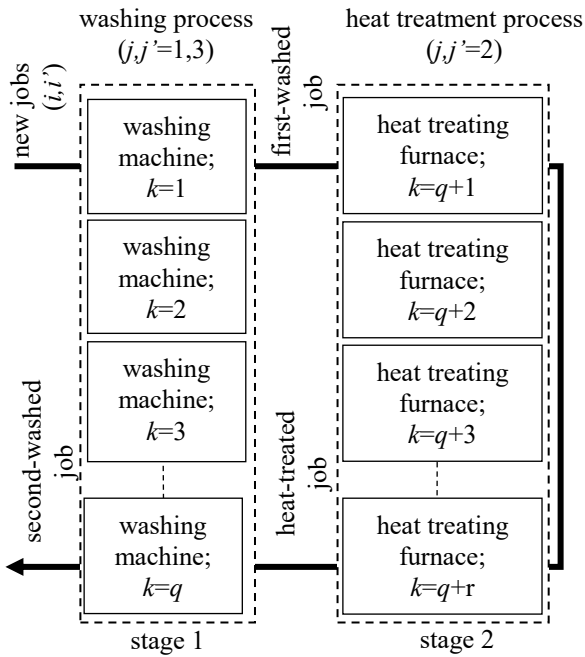 washing process
(j,j’=1,3)
heat treatment process
(j,j’=2)
new jobs
(i,i’)
washing
machine;
k=1
first-washed
job
heat treating
furnace;
k=q+1
washing
machine;
k=2
heat treating
furnace;
k=q+2
washing
machine;
k=3
heat treating
furnace;
k=q+3
second-washed
job
washing
machine;
k=q
heat-treated
job
heat treating
furnace;
k=q+r
stage 1
stage 2